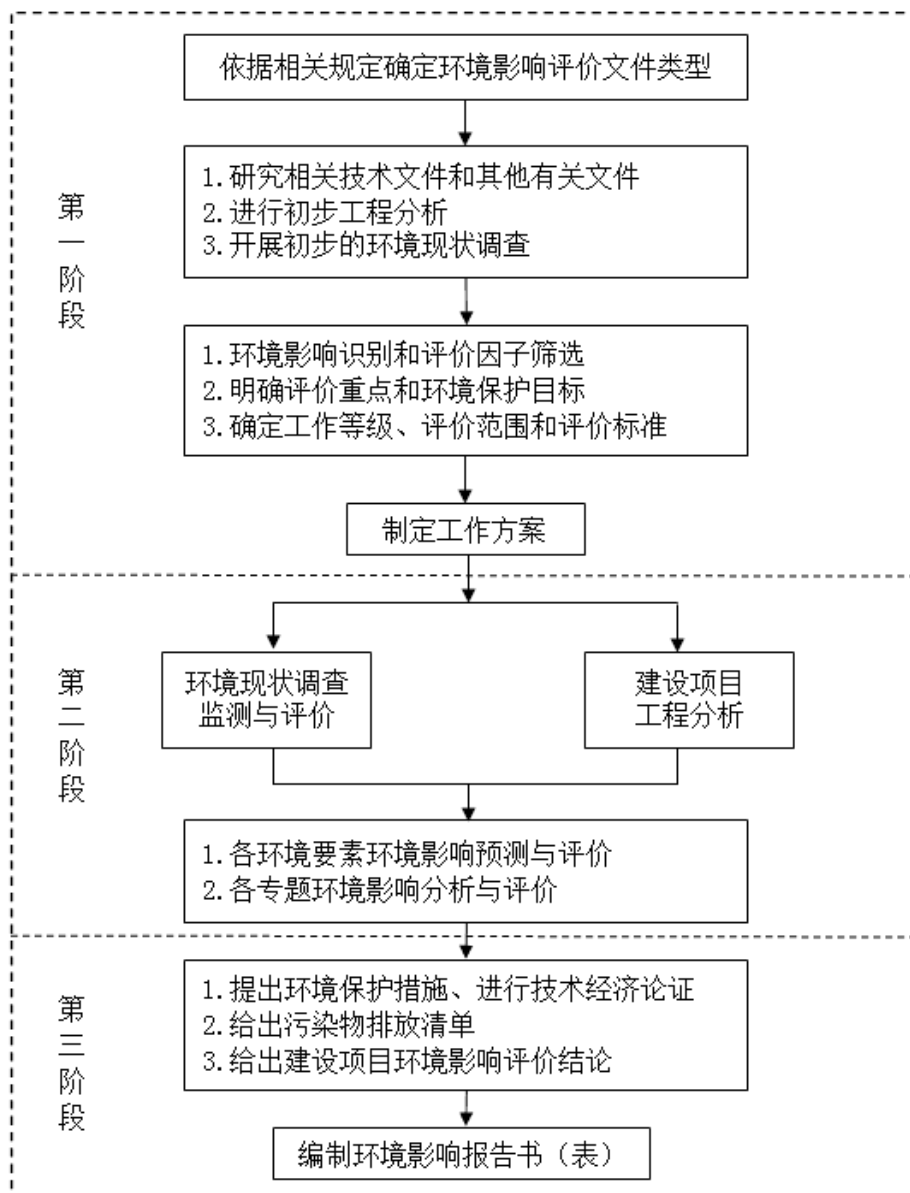 依据相关规定确定环境影响评价文件类型
第一阶段
1.研究相关技术文件和其他有关文件
2.进行初步工程分析
3.开展初步的环境现状调查
1.环境影响识别和评价因子筛选
2.明确评价重点和环境保护目标
3.确定工作等级、评价范围和评价标准
制定工作方案
第二阶段
环境现状调查
监测与评价
建设项目
工程分析
1.各环境要素环境影响预测与评价
2.各专题环境影响分析与评价
第三阶段
1.提出环境保护措施、进行技术经济论证
2.给出污染物排放清单
3.给出建设项目环境影响评价结论
编制环境影响报告书（表）